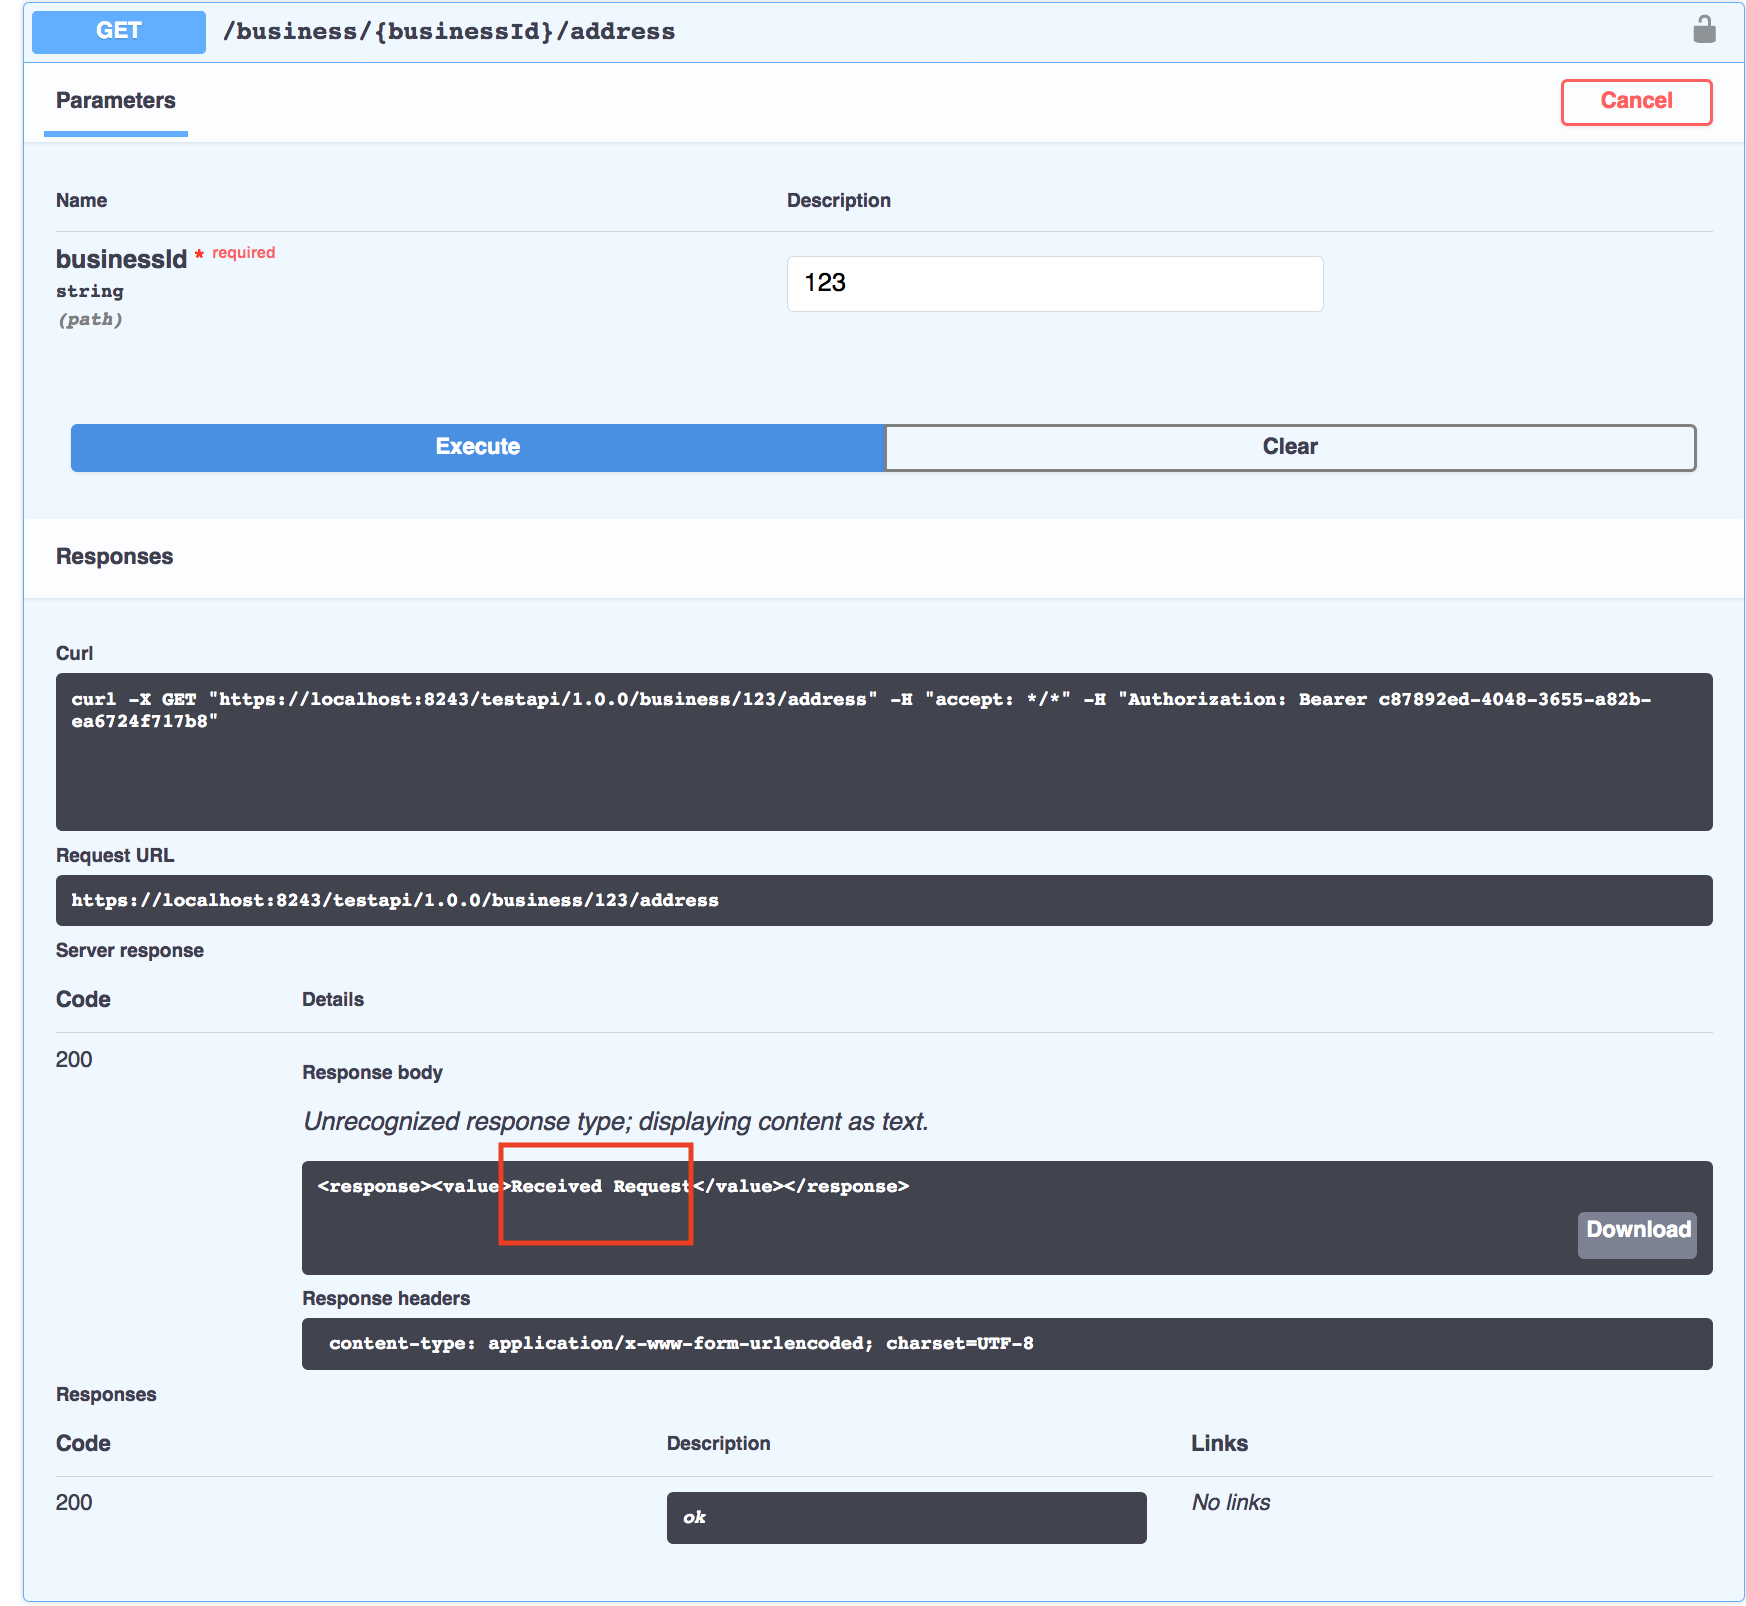 GET /business/{businessId}/address
Parameters Cancel
Name Description
businessId * required
string
(path)
123
Execute Clear
Responses
Curl
curl -X GET "https://localhost:8243/testapi/1.0.0/business/123/address" -H "accept: */*" -H "Authorization: Bearer c87892ed-4048-3655-a82b-
ea6724f717b8"
Request URL
https://localhost:8243/testapi/1.0.0/business/123/address
Server response
Code Details
200
Response body
Unrecognized response type; displaying content as text.
<response><value>Received Request</value></response>
Download
Response headers
content-type: application/x-www-form-urlencoded; charset=UTF-8
Responses
Code Description Links
200 ok No links